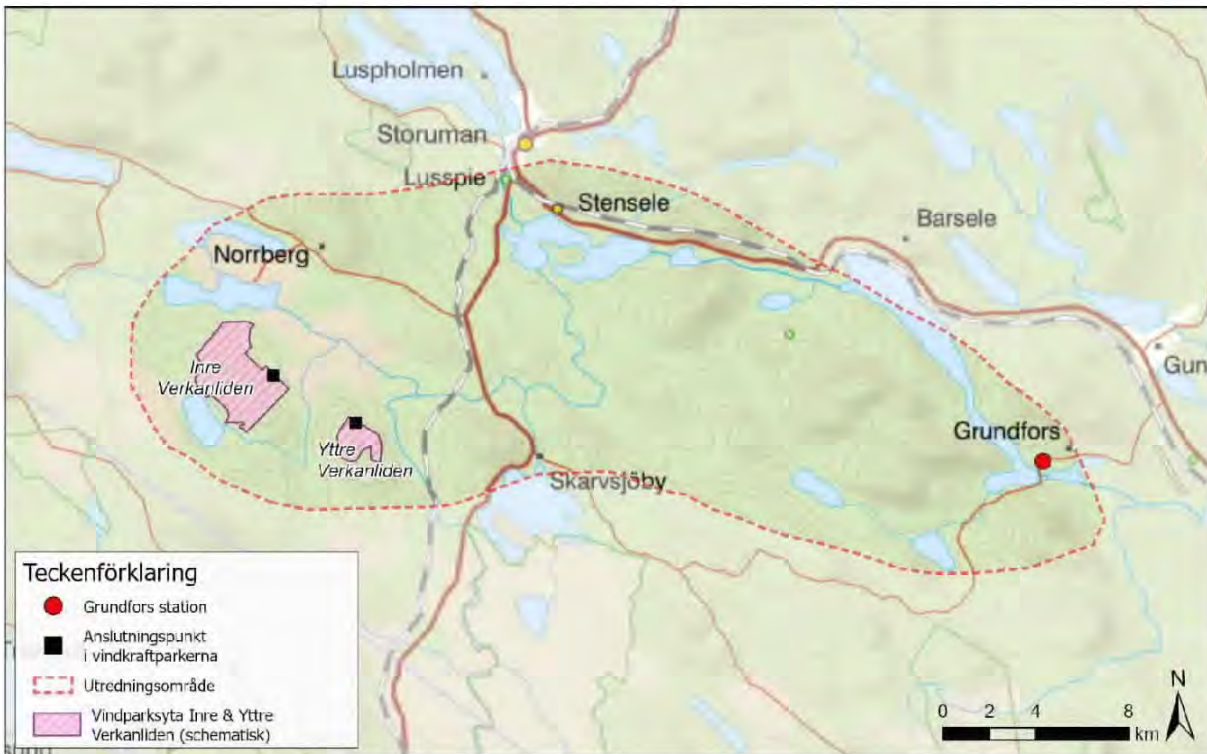 Luspholmen
Storuman
Lusspie
Stensele
Barsele
Norrberg
Gun
Inre
Verkanliden
Grundfors
Yttre
Verkanliden
Skarvsjöby
Teckenförklaring
Grundfors station
Anslutningspunkt
i vindkraftparkerna
Utredningsområde
Vindparksyta Inre & Yttre
Verkanliden (schematisk)
N
0 2 4 8
km